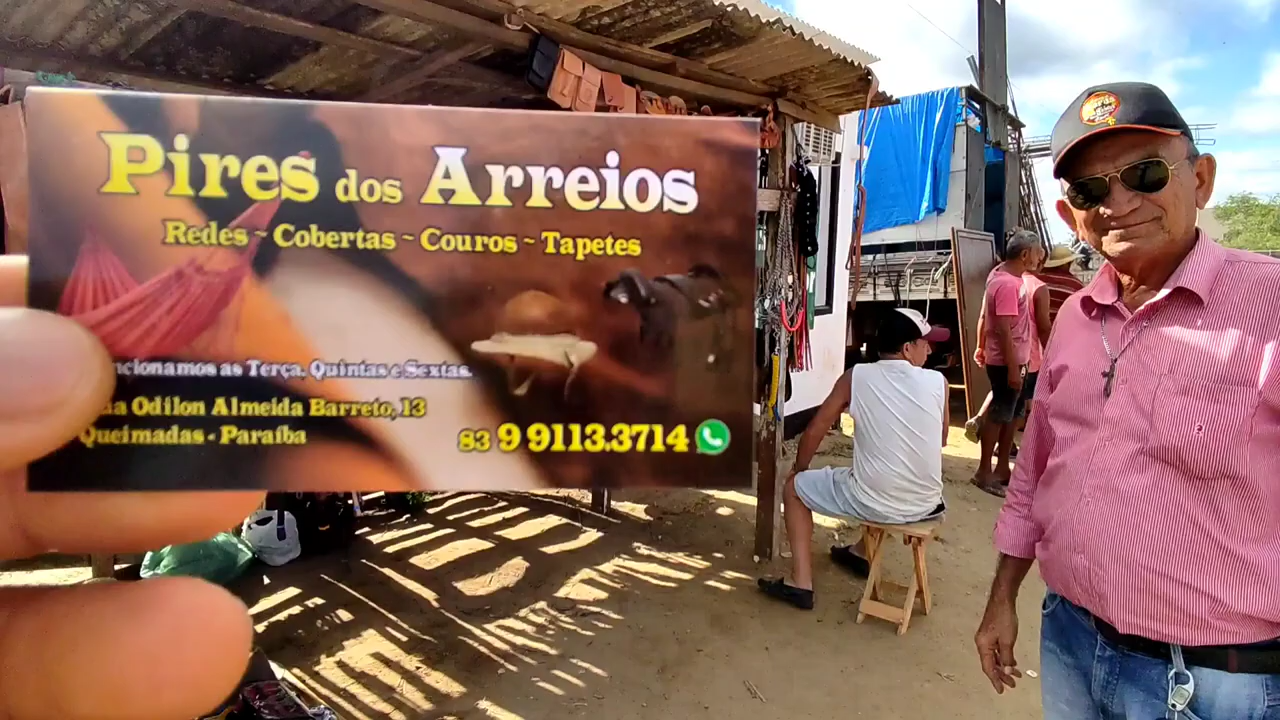 Pires dos Arreios
Redes ~ Cobertas ~ Couros ~ Tapetes
ncionamos as Terça, Quintas e Sextas.
a Odilon Almeida Barreto, 13
Queimadas - Paraíba
83 9 9113.3714